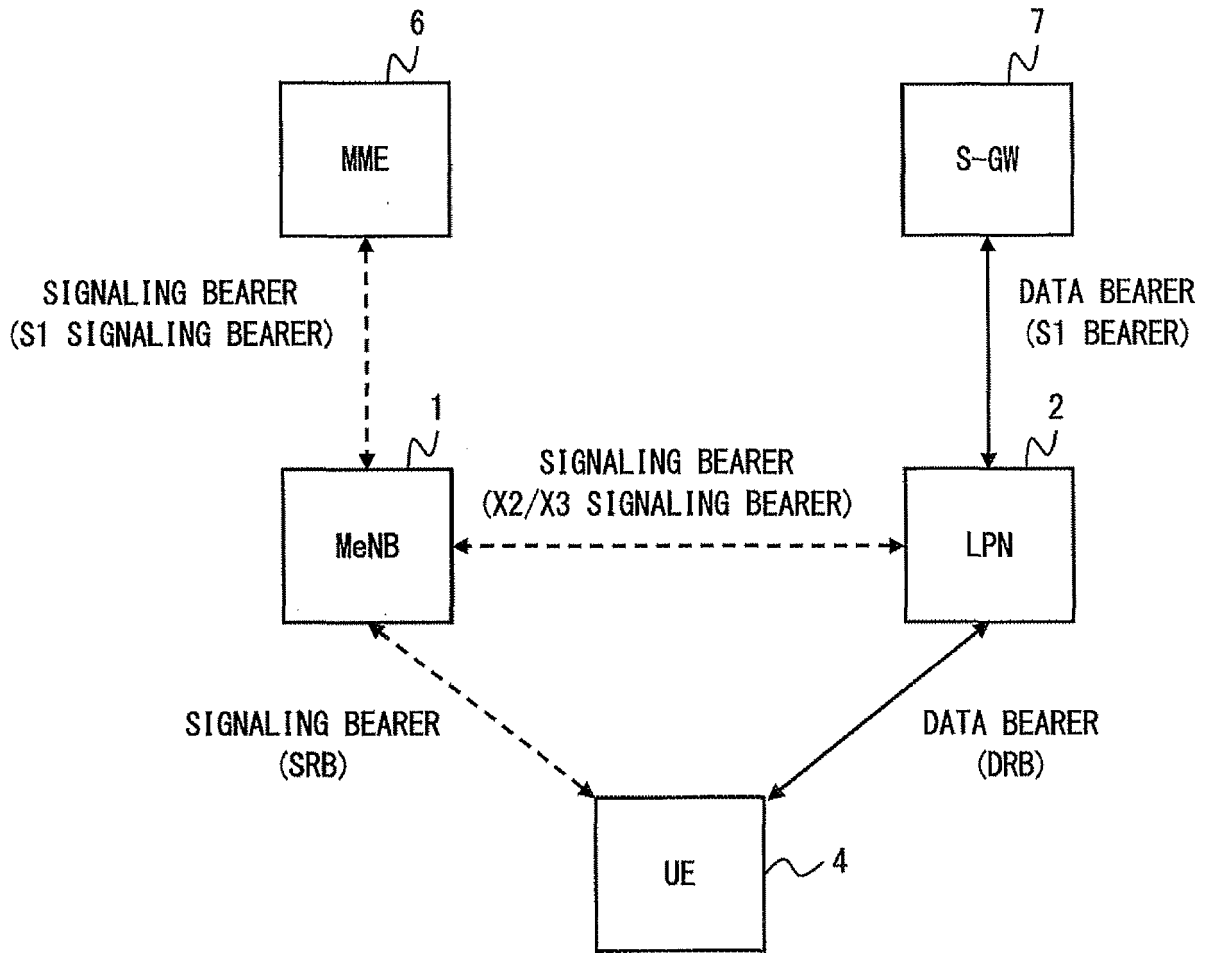 6
7
MME
S-GW
SIGNALING BEARER
(S1 SIGNALING BEARER)
DATA BEARER
(S1 BEARER)
1
2
SIGNALING BEARER
(X2/X3 SIGNALING BEARER)
MeNB
LPN
SIGNALING BEARER
(SRB)
DATA BEARER
(DRB)
UE
4